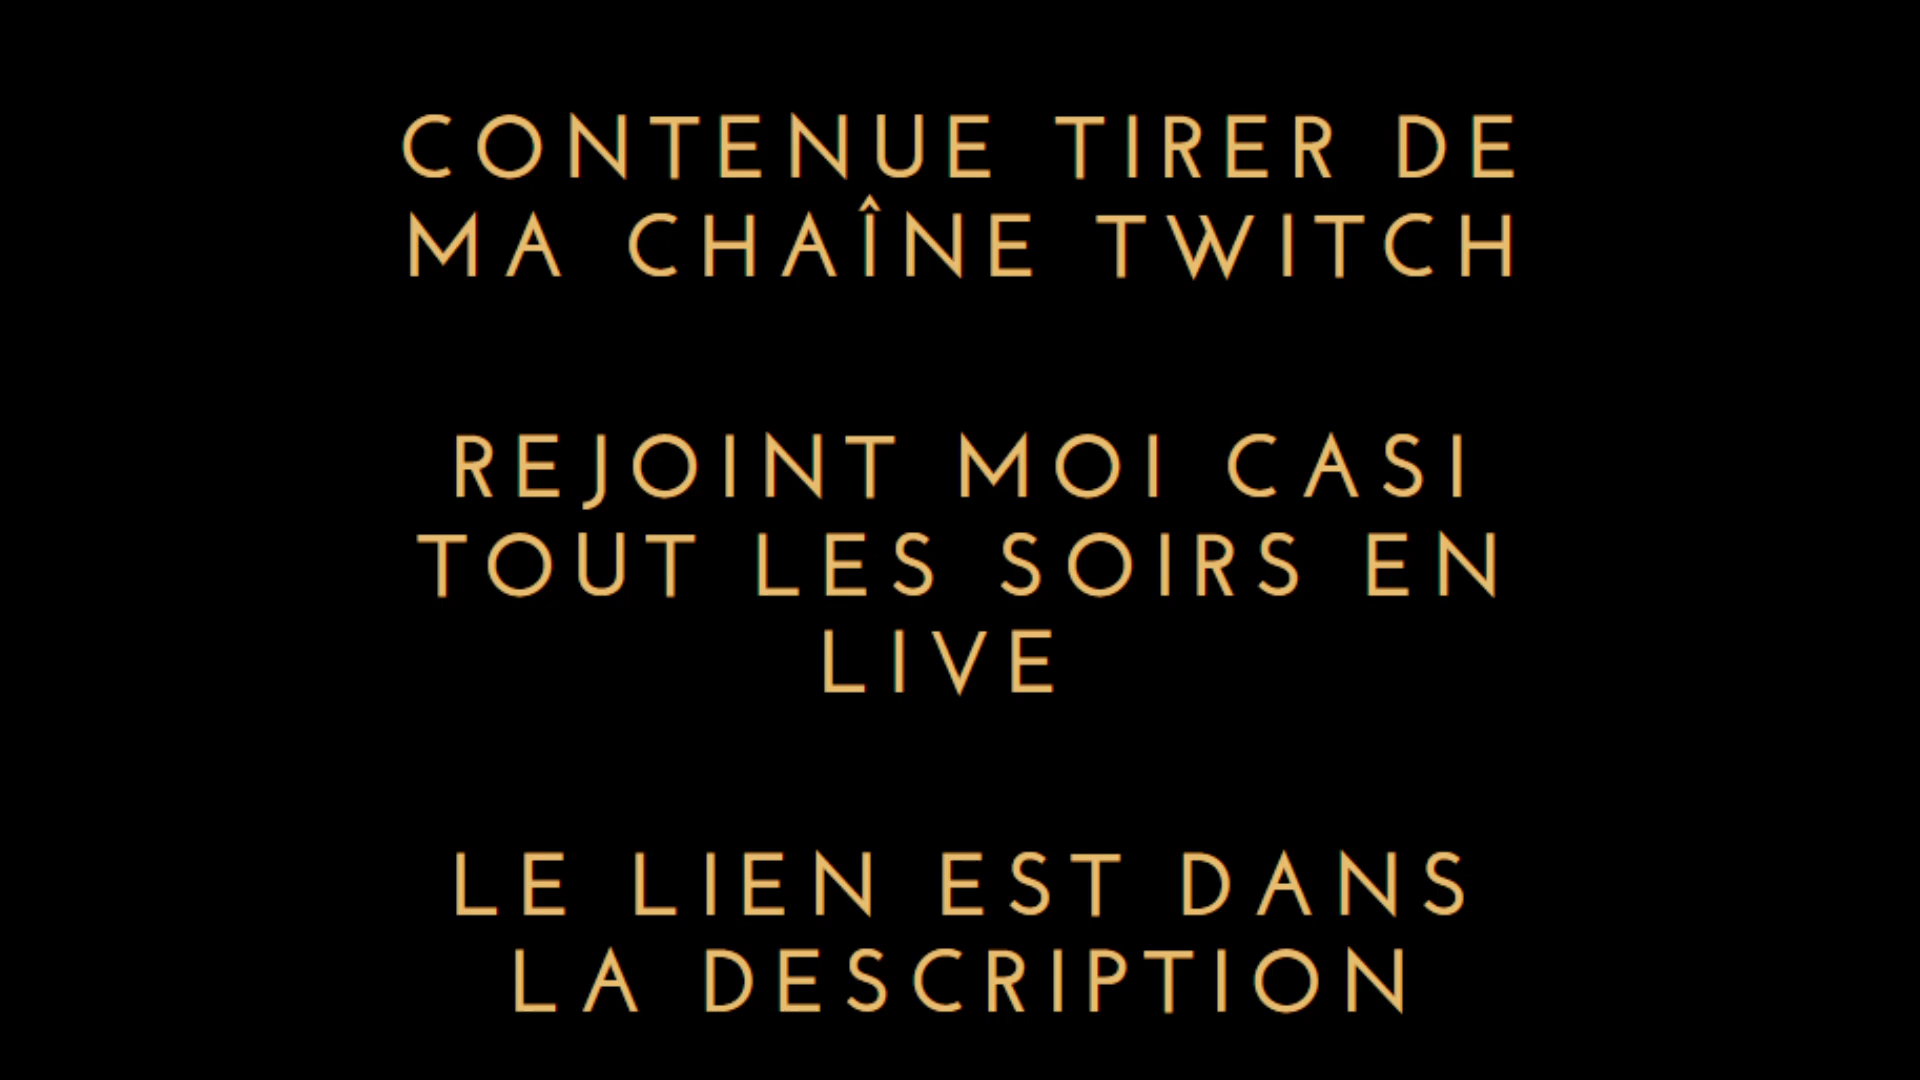 CONTENUE TIRER DE
MA CHAÎNE TWITCH
REJOINT MOI CASI
TOUT LES SOIRS EN
LIVE
LE LIEN EST DANS
LA DESCRIPTION